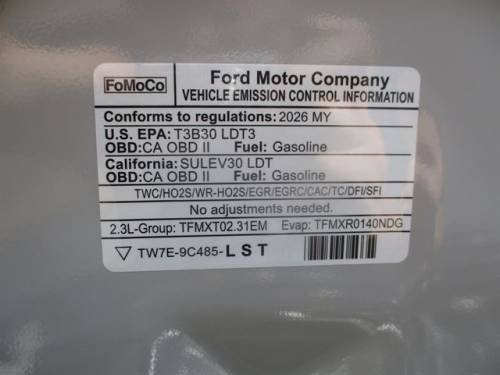 FoMoCo
Ford Motor Company
VEHICLE EMISSION CONTROL INFORMATION
Conforms to regulations: 2026 MY
U.S. EPA: T3B30 LDT3
OBD: CA OBD II Fuel: Gasoline
California: SULEV30 LDT
OBD: CA OBD II Fuel: Gasoline
TWC/HO2S/WR-HO2S/EGR/EGRC/CAC/TC/DFI/SFI
No adjustments needed.
2.3L-Group: TFMXT02.31EM Evap: TFMXR0140NDG
TW7E-9C485-LST